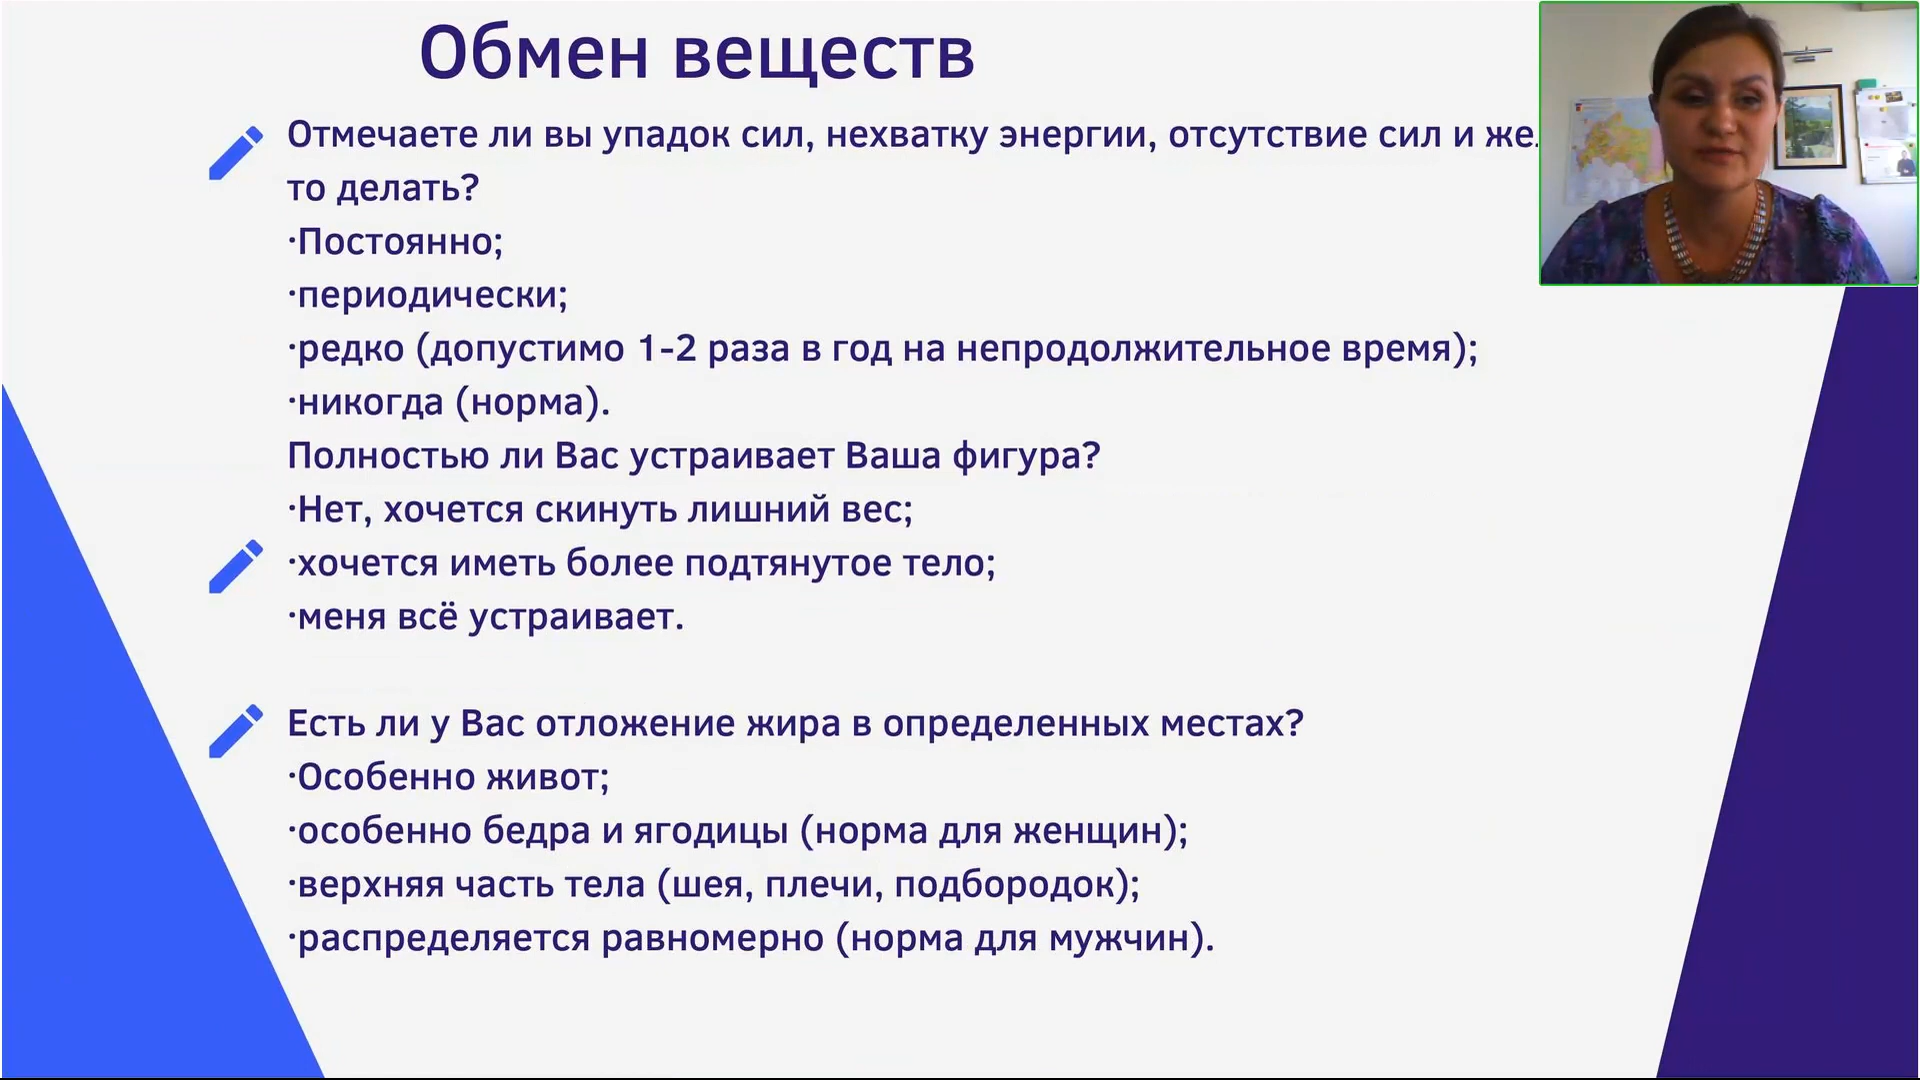 Обмен веществ
Отмечаете ли вы упадок сил, нехватку энергии, отсутствие сил и
то делать?
·Постоянно;
·периодически;
·редко (допустимо 1-2 раза в год на непродолжительное время);
·никогда (норма).
Полностью ли Вас устраивает Ваша фигура?
·Нет, хочется скинуть лишний вес;
·хочется иметь более подтянутое тело;
·меня всё устраивает.
Есть ли у Вас отложение жира в определенных местах?
·Особенно живот;
·особенно бедра и ягодицы (норма для женщин);
·верхняя часть тела (шея, плечи, подбородок);
·распределяется равномерно (норма для мужчин).